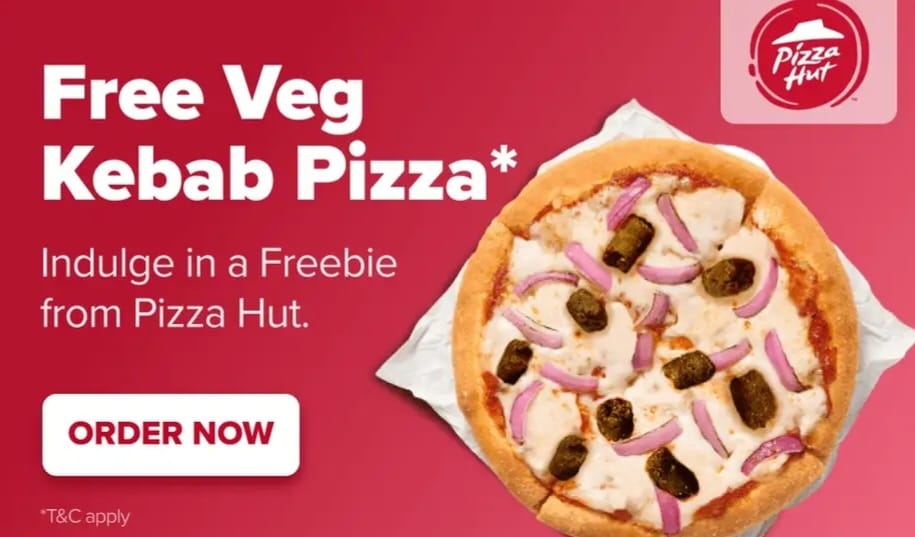 Pizza
Hut
Free Veg
Kebab Pizza*
Indulge in a Freebie
from Pizza Hut.
ORDER NOW
*T&C apply